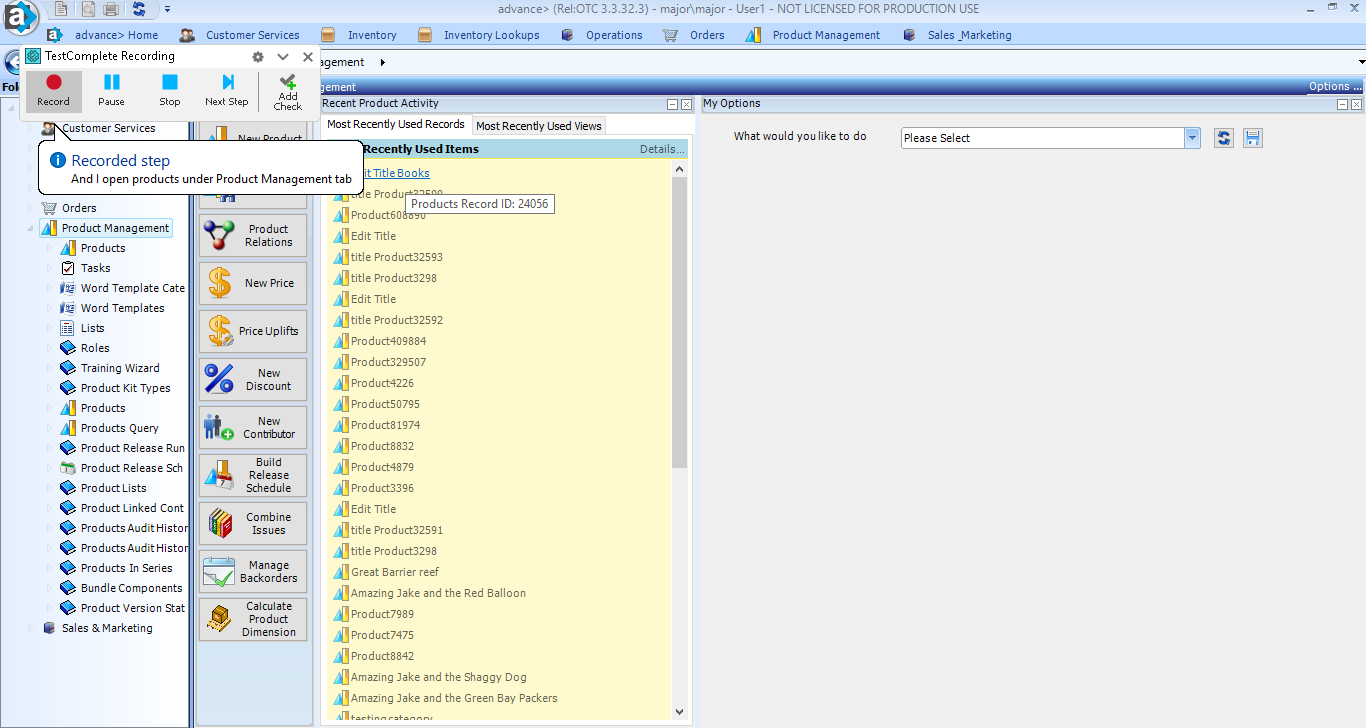 advance> (Rel:OTC 3.3.32.3) - major\major - User1 - NOT LICENSED FOR PRODUCTION USE
advance> Home Customer Services Inventory Inventory Lookups Operations Orders Product Management Sales _Marketing
TestComplete Recording
Record Pause Stop Next Step Add Check
agement
Fol
gement
Options ...
Recent Product Activity
My Options
Most Recently Used Records Most Recently Used Views
Recently Used Items Details...
What would you like to do Please Select
Recorded step
And I open products under Product Management tab
Customer Services
Orders
Product Management
Products
Tasks
Word Template Cate
Word Templates
Lists
Roles
Training Wizard
Product Kit Types
Products
Products Query
Product Release Run
Product Release Sch
Product Lists
Product Linked Cont
Products Audit Histor
Products Audit Histor
Products In Series
Bundle Components
Product Version Stat
Sales & Marketing
New Product
Product
Relations
New Price
Price Uplifts
New
Discount
New
Contributor
Build
Release
Schedule
Combine
Issues
Manage
Backorders
Calculate
Product
Dimension
it Title Books
title Product32599
Products Record ID: 24056
Product608890
Edit Title
title Product32593
title Product3298
Edit Title
title Product32592
Product409884
Product329507
Product4226
Product50795
Product81974
Product8832
Product4879
Product3396
Edit Title
title Product32591
title Product3298
Great Barrier reef
Amazing Jake and the Red Balloon
Product7989
Product7475
Product8842
Amazing Jake and the Shaggy Dog
Amazing Jake and the Green Bay Packers
testing category